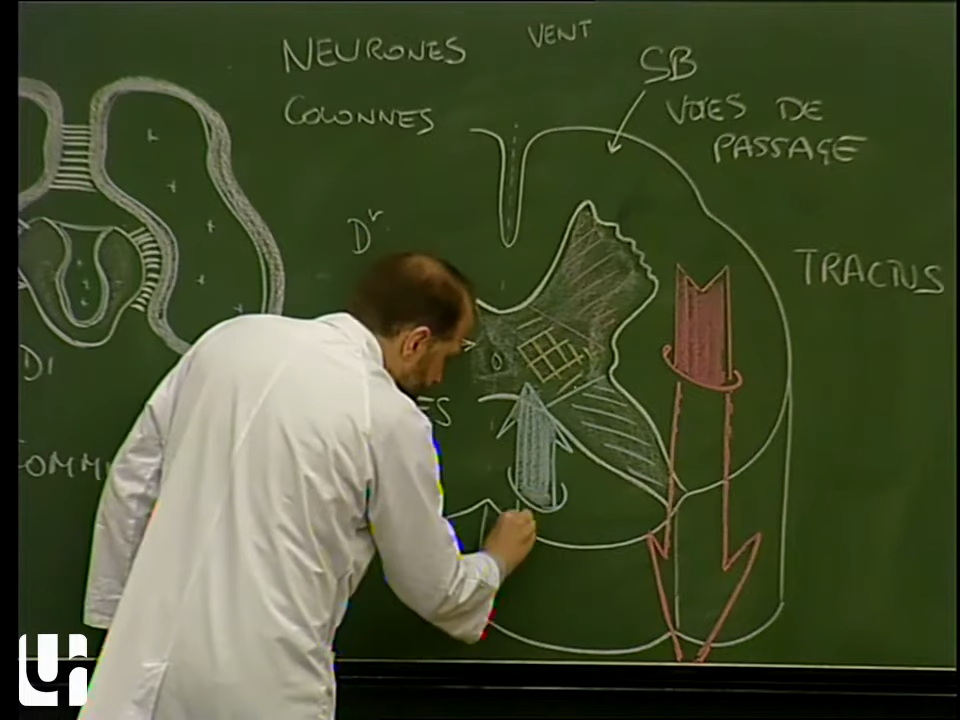 NEURONES VENT
COLONNES
SB
VOIES DE
PASSAGE
Dr
TRACTUS